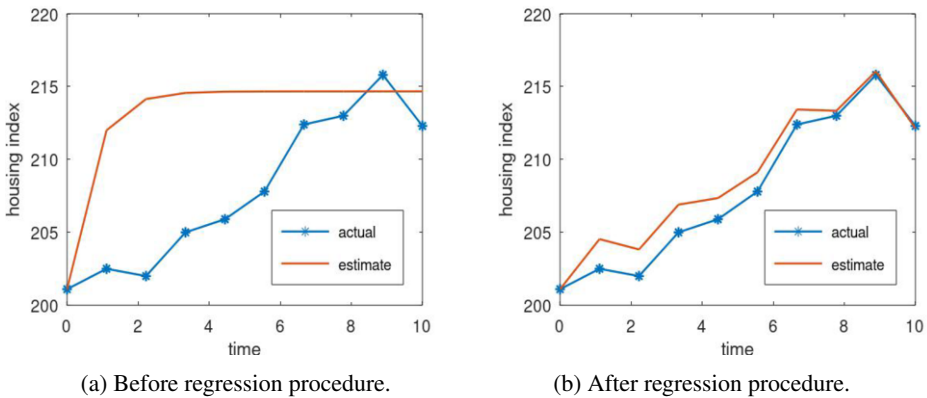 220
215
210
205
200
housing index
actual
estimate
0 2 4 6 8 10
time
(a) Before regression procedure.
220
215
210
205
200
housing index
actual
estimate
0 2 4 6 8 10
time
(b) After regression procedure.